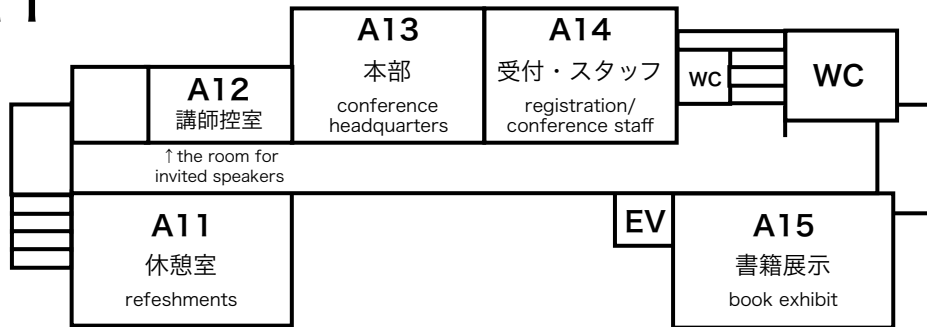 A13
本部
conference
headquarters
A14
受付・スタッフ
registration/
conference staff
WC
WC
A12
講師控室
↑the room for
invited speakers
A11
休憩室
refeshments
EV
A15
書籍展示
book exhibit